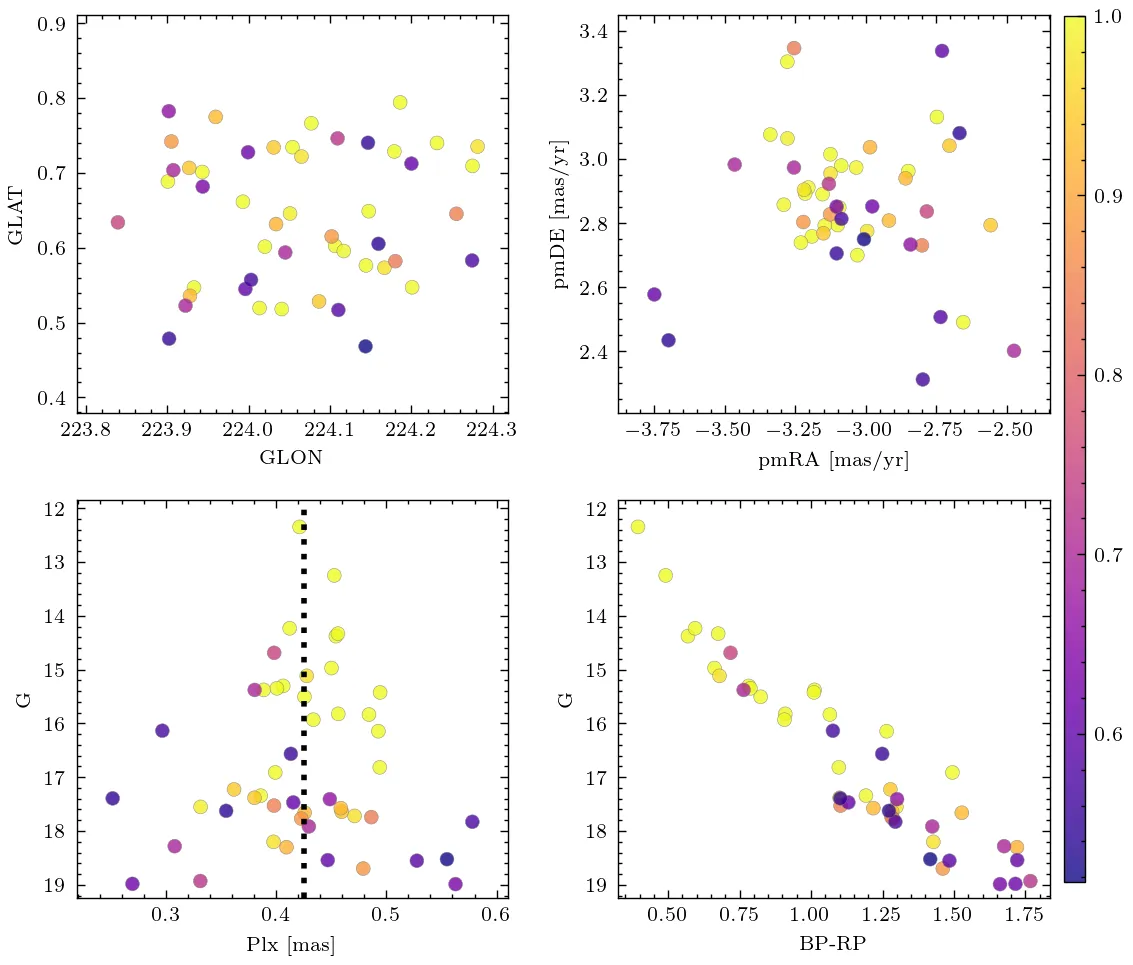 0.9
0.8
0.7
0.6
0.5
0.4
GLAT
223.8 223.9 224.0 224.1 224.2 224.3
GLON
3.4
3.2
3.0
2.8
2.6
2.4
pmDE [mas/yr]
−3.75 −3.50 −3.25 −3.00 −2.75 −2.50
pmRA [mas/yr]
1.0
0.9
0.8
0.7
0.6
12
13
14
15
16
17
18
19
G
0.3 0.4 0.5 0.6
Plx [mas]
12
13
14
15
16
17
18
19
G
0.50 0.75 1.00 1.25 1.50 1.75
BP-RP